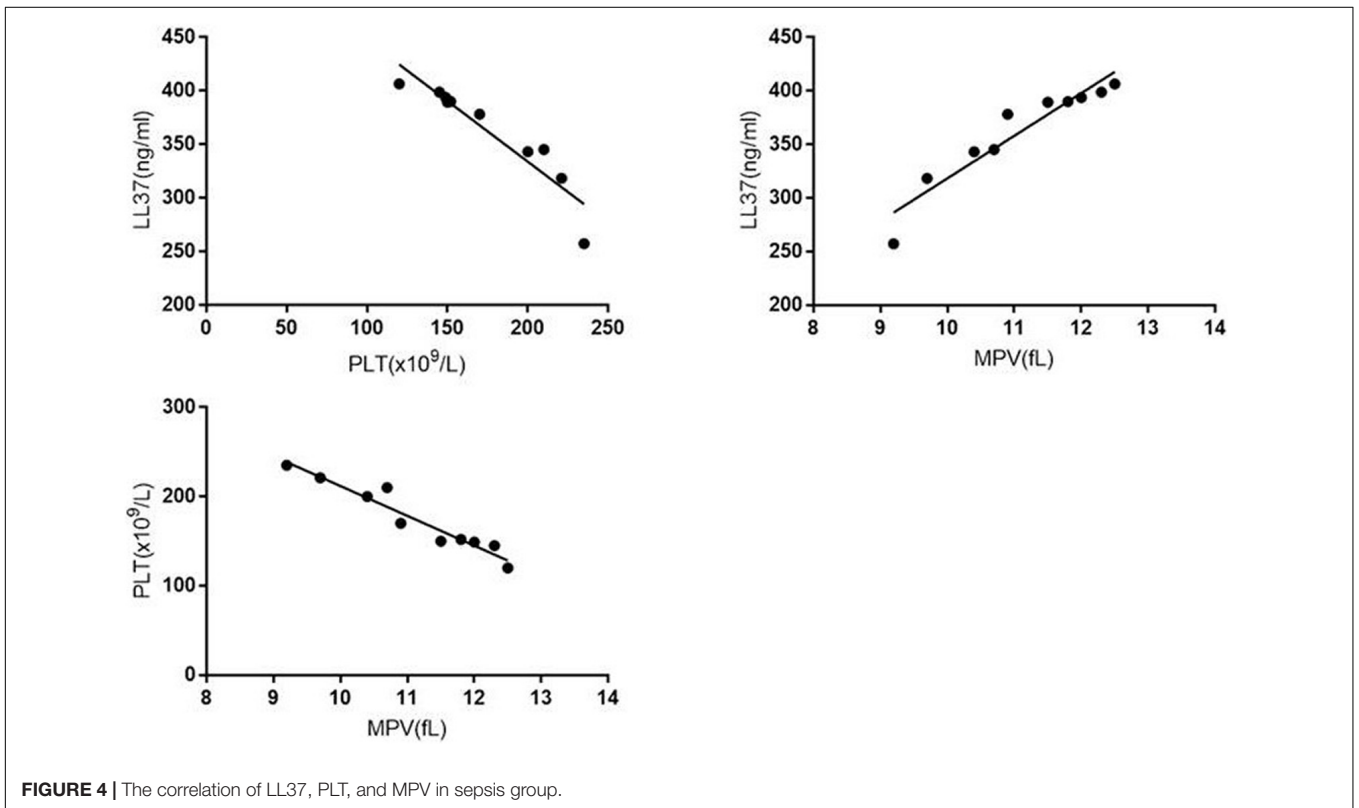 450
400
350
300
250
200
LL37(ng/ml)
0 50 100 150 200 250
PLT(x10⁹/L)
450
400
350
300
250
200
LL37(ng/ml)
8 9 10 11 12 13 14
MPV(fL)
300
200
100
0
PLT(x10⁹/L)
8 9 10 11 12 13 14
MPV(fL)
FIGURE 4 | The correlation of LL37, PLT, and MPV in sepsis group.